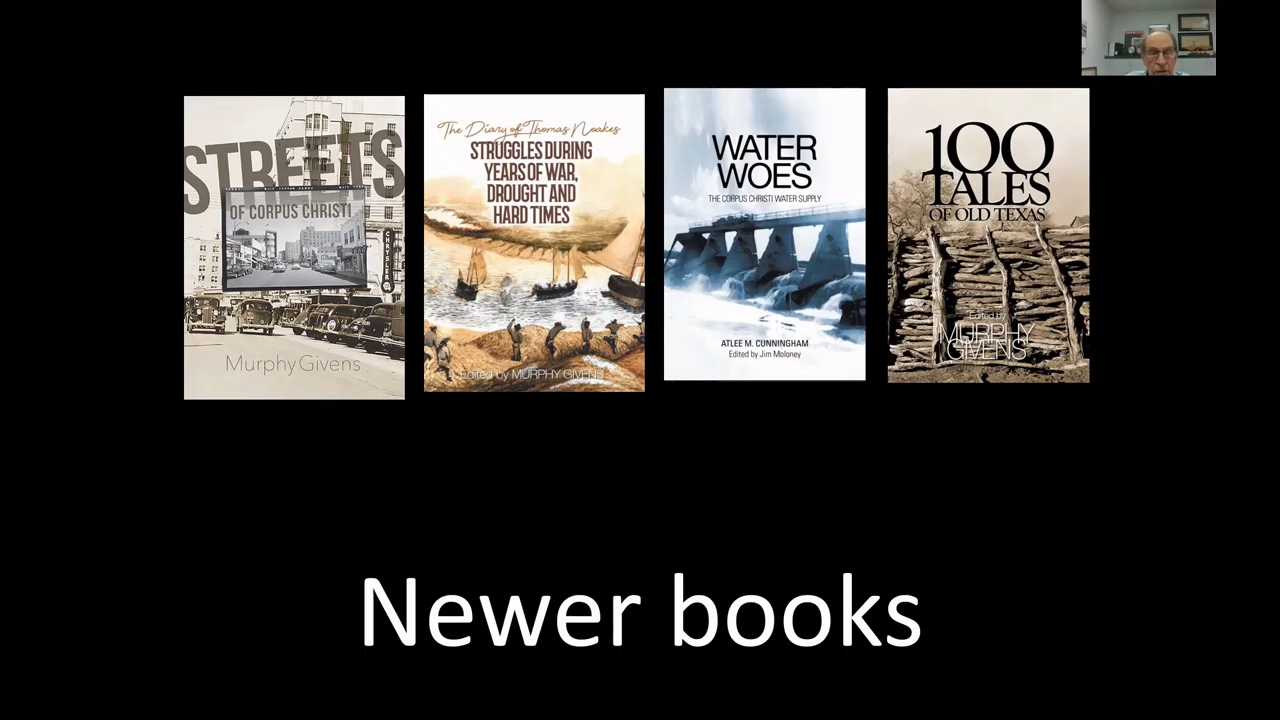 STREETS
OF CORPUS CHRISTI
CHRYSLER
Murphy Givens
The Diary of Thomas Noakes
STRUGGLES DURING
YEARS OF WAR,
DROUGHT AND
HARD TIMES
Edited by MURPHY GIVENS
WATER
WOES
THE CORPUS CHRISTI WATER SUPPLY
ATLEE M. CUNNINGHAM
Edited by Jim Moloney
100
TALES
OF OLD TEXAS
Edited by
MURPHY
GIVENS
Newer books